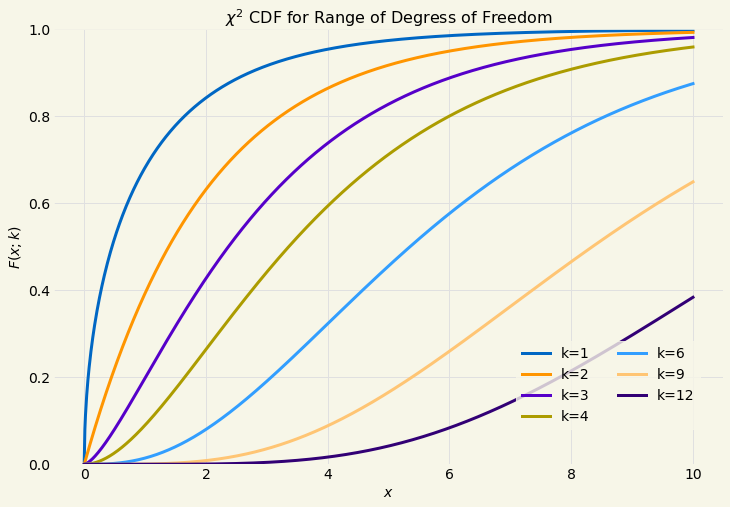 χ² CDF for Range of Degress of Freedom
F(x; k)
1.0
0.8
0.6
0.4
0.2
0.0
0 2 4 6 8 10
x
k=1 k=6
k=2 k=9
k=3 k=12
k=4